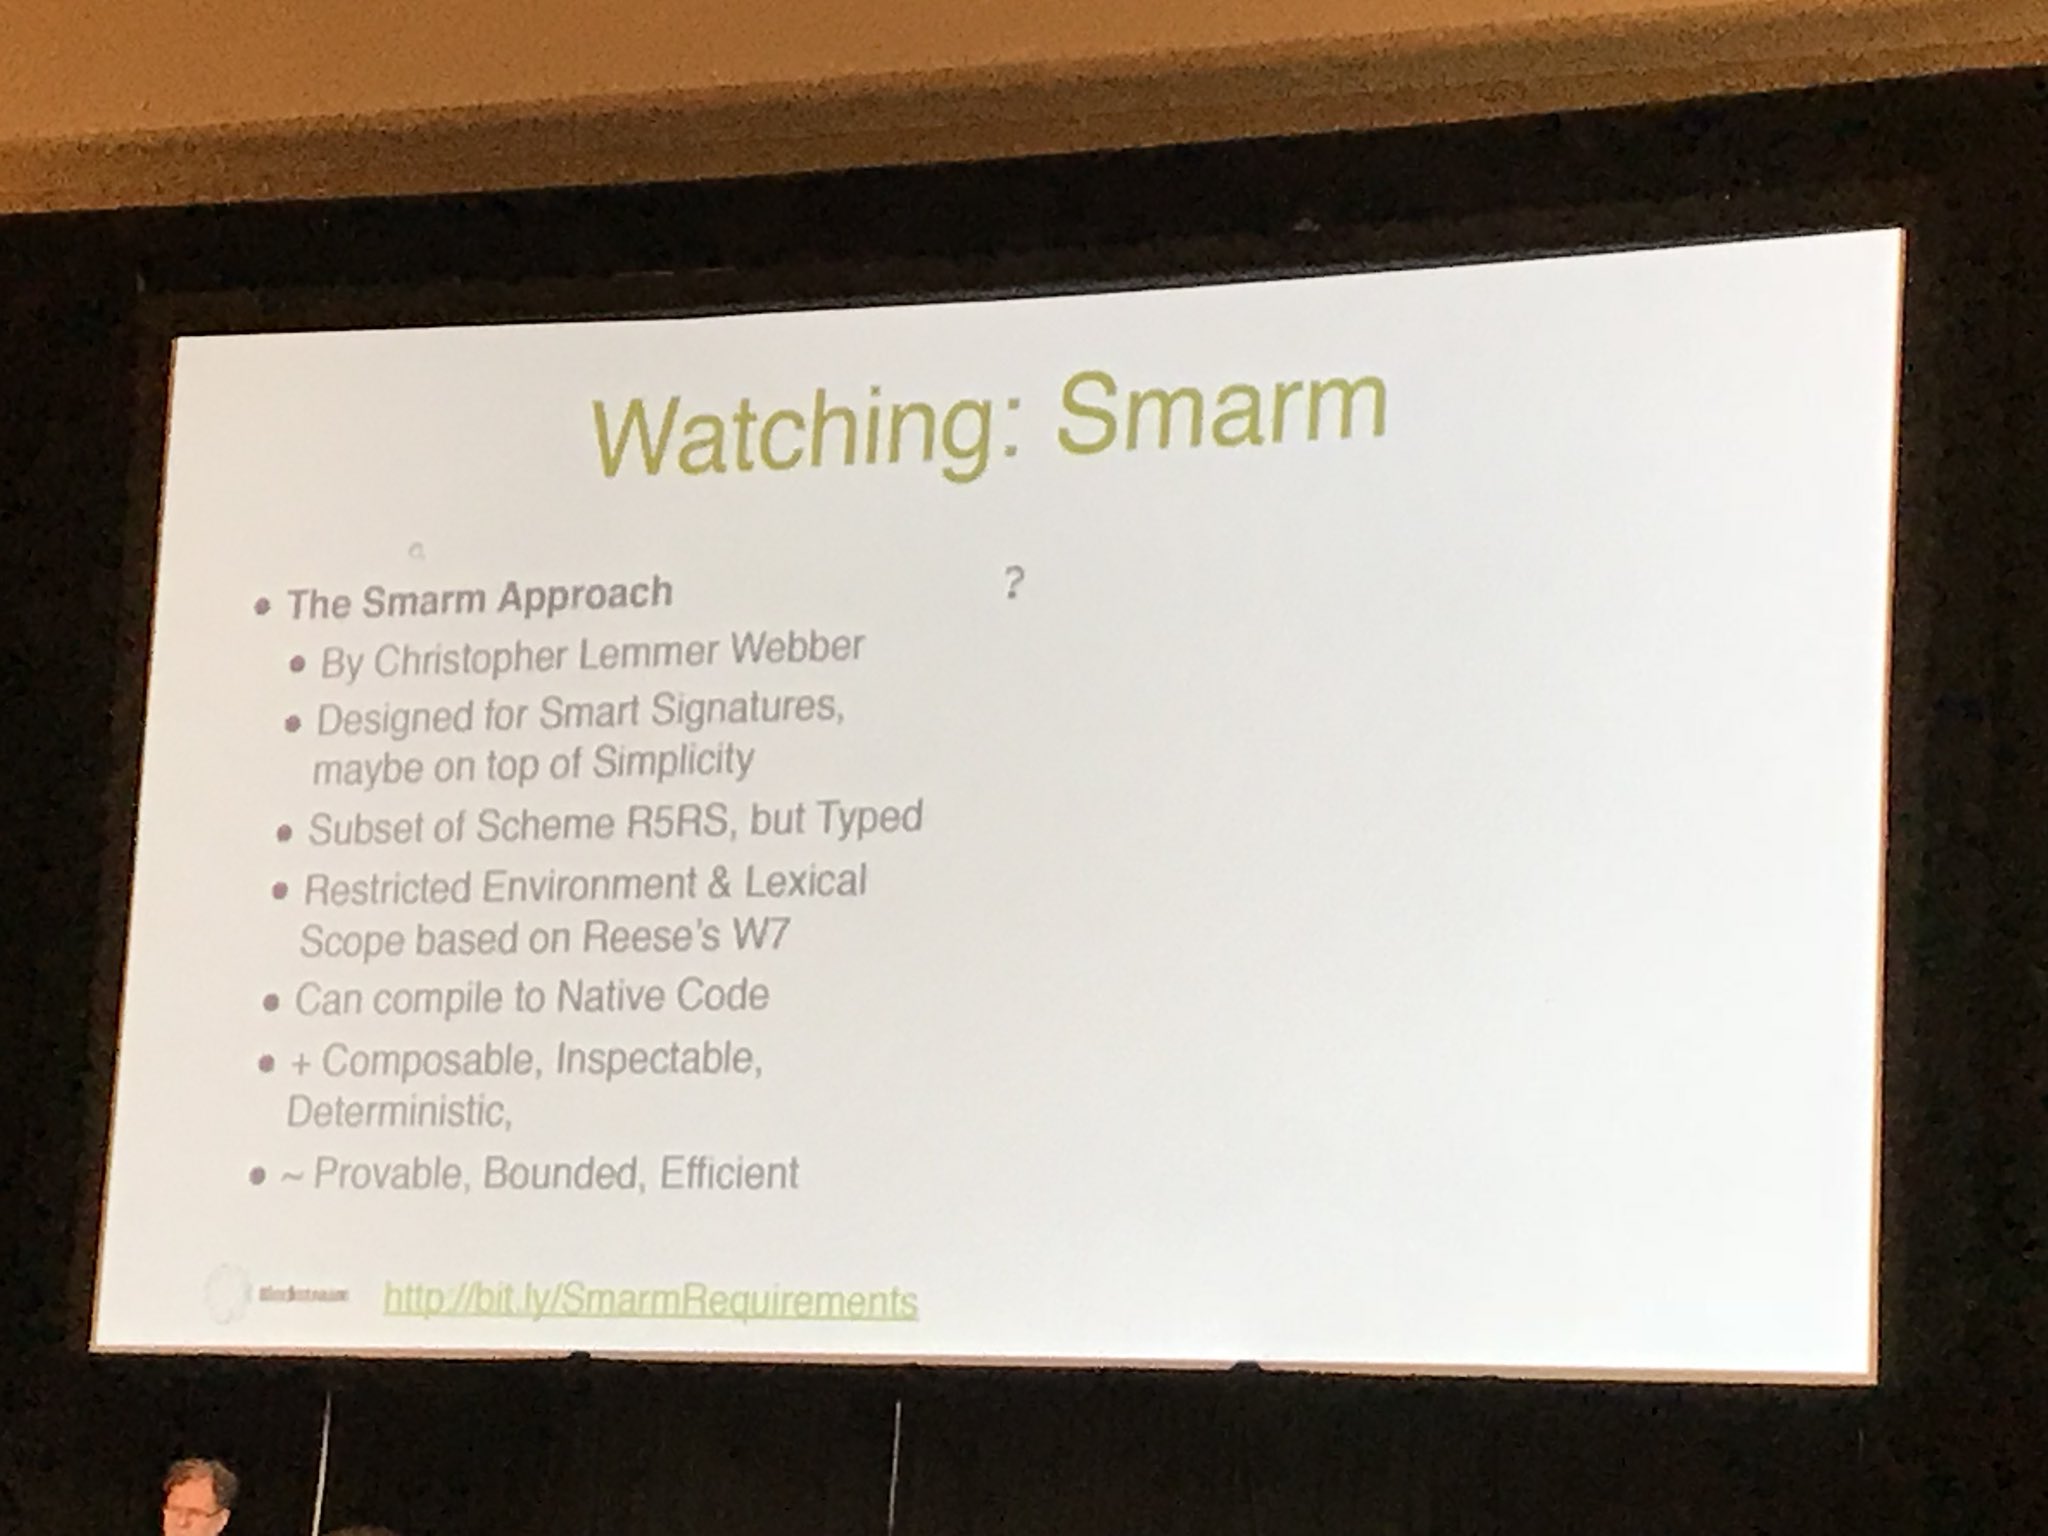 Watching: Smarm
• The Smarm Approach
?
• By Christopher Lemmer Webber
• Designed for Smart Signatures,
maybe on top of Simplicity
• Subset of Scheme R5RS, but Typed
• Restricted Environment & Lexical
Scope based on Reese's W7
• Can compile to Native Code
• + Composable, Inspectable,
Deterministic,
• ~ Provable, Bounded, Efficient
Blockstream
http://bit.ly/SmarmRequirements